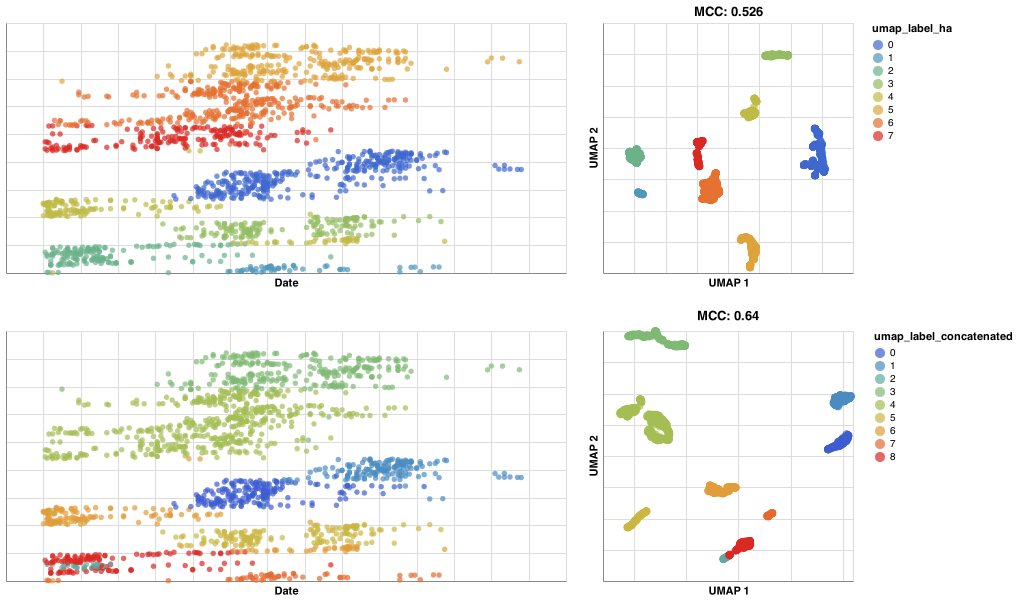 MCC: 0.526
umap_label_ha
0
1
2
3
4
5
6
7
UMAP 2
Date
UMAP 1
MCC: 0.64
umap_label_concatenated
0
1
2
3
4
5
6
7
8
UMAP 2
Date
UMAP 1